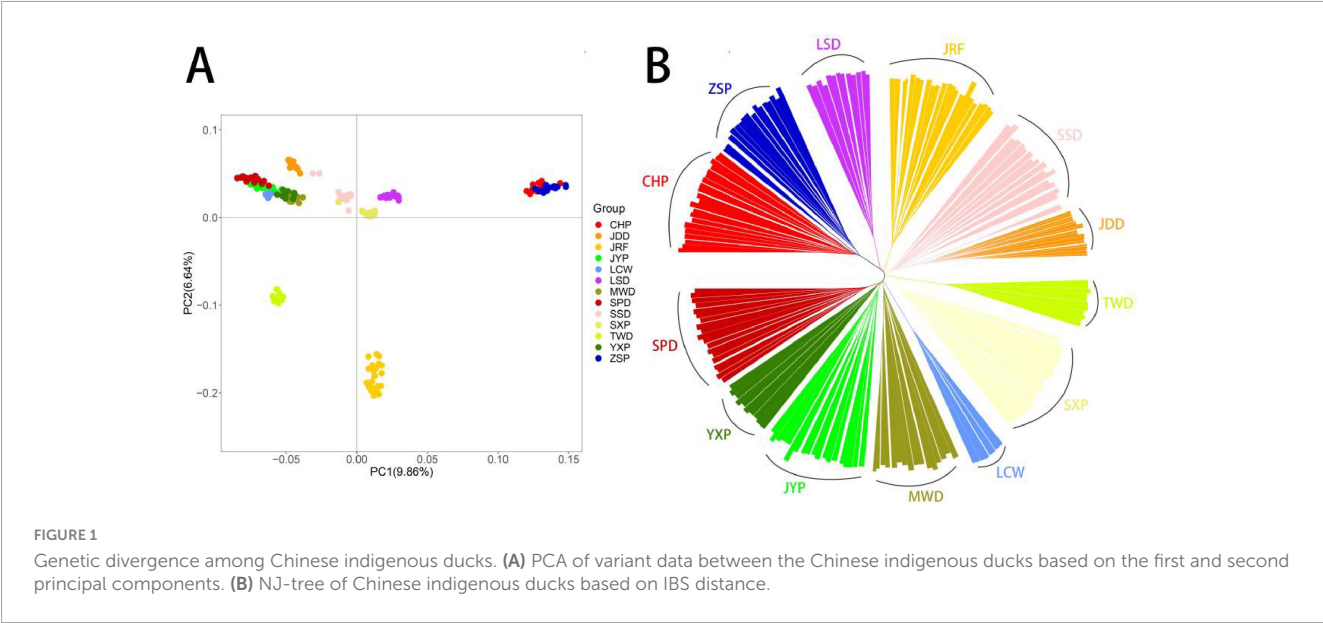 A
0.1
0.0
−0.1
−0.2
PC2(6.64%)
−0.05
0.00
0.05
0.10
0.15
PC1(9.86%)
Group
CHP
JDD
JRF
JYP
LCW
LSD
MWD
SPD
SSD
SXP
TWD
YXP
ZSP
B
LSD
JRF
ZSP
SSD
CHP
JDD
TWD
SPD
SXP
YXP
LCW
JYP
MWD
FIGURE 1
Genetic divergence among Chinese indigenous ducks. (A) PCA of variant data between the Chinese indigenous ducks based on the first and second
principal components. (B) NJ-tree of Chinese indigenous ducks based on IBS distance.